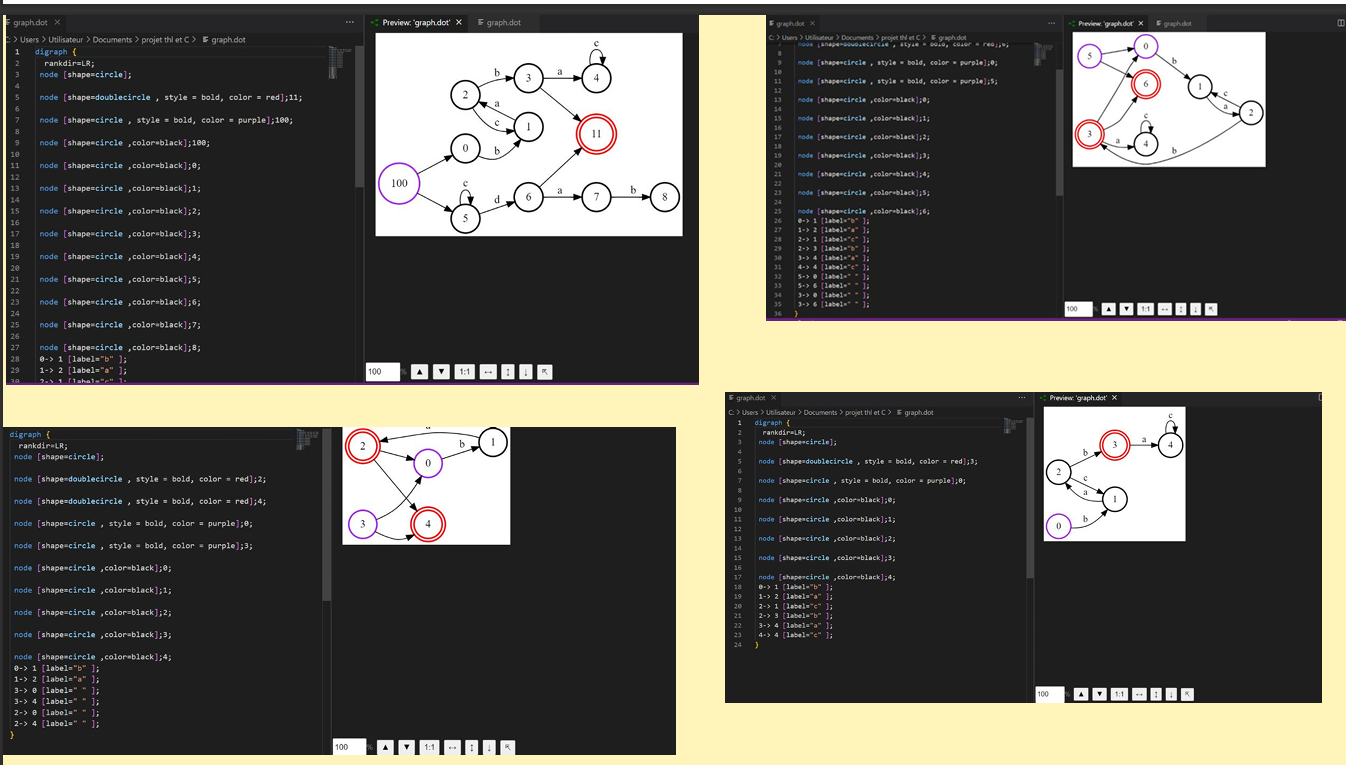 graph.dot ×
Preview: 'graph.dot' ×
graph.dot
C: > Users > Utilisateur > Documents > projet thl et C > graph.dot
1 digraph {
2 rankdir=LR;
3 node [shape=circle];
4
5 node [shape=doublecircle , style = bold, color = red];11;
6
7 node [shape=circle , style = bold, color = purple];100;
8
9 node [shape=circle ,color=black];100;
10
11 node [shape=circle ,color=black];0;
12
13 node [shape=circle ,color=black];1;
14
15 node [shape=circle ,color=black];2;
16
17 node [shape=circle ,color=black];3;
18
19 node [shape=circle ,color=black];4;
20
21 node [shape=circle ,color=black];5;
22
23 node [shape=circle ,color=black];6;
24
25 node [shape=circle ,color=black];7;
26
27 node [shape=circle ,color=black];8;
28 0-> 1 [label="b" ];
29 1-> 2 [label="a" ];
30 2-> 1 [label="c" ];
c
b 3 a 4
2
a
c 1 11
0 b
100
c
5 d 6 a 7 b 8
100 % 1:1
graph.dot ×
Preview: 'graph.dot' ×
graph.dot
C: > Users > Utilisateur > Documents > projet thl et C > graph.dot
7 node [shape=doublecircle , style = bold, color = red];6;
8
9 node [shape=circle , style = bold, color = purple];0;
10
11 node [shape=circle , style = bold, color = purple];5;
12
13 node [shape=circle ,color=black];0;
14
15 node [shape=circle ,color=black];1;
16
17 node [shape=circle ,color=black];2;
18
19 node [shape=circle ,color=black];3;
20
21 node [shape=circle ,color=black];4;
22
23 node [shape=circle ,color=black];5;
24
25 node [shape=circle ,color=black];6;
26 0-> 1 [label="b" ];
27 1-> 2 [label="a" ];
28 2-> 1 [label="c" ];
29 2-> 3 [label="b" ];
30 3-> 4 [label="a" ];
31 4-> 4 [label="c" ];
32 5-> 0 [label=" " ];
33 5-> 6 [label=" " ];
34 3-> 0 [label=" " ];
35 3-> 6 [label=" " ];
36 }
5 0 b
6 1 c
a 2
c
3 a 4 b
100 % 1:1
digraph {
rankdir=LR;
node [shape=circle];
node [shape=doublecircle , style = bold, color = red];2;
node [shape=doublecircle , style = bold, color = red];4;
node [shape=circle , style = bold, color = purple];0;
node [shape=circle , style = bold, color = purple];3;
node [shape=circle ,color=black];0;
node [shape=circle ,color=black];1;
node [shape=circle ,color=black];2;
node [shape=circle ,color=black];3;
node [shape=circle ,color=black];4;
0-> 1 [label="b" ];
1-> 2 [label="a" ];
3-> 0 [label=" " ];
3-> 4 [label=" " ];
2-> 0 [label=" " ];
2-> 4 [label=" " ];
}
a
2 b 1
0
3 4
100 % 1:1
graph.dot ×
Preview: 'graph.dot' ×
C: > Users > Utilisateur > Documents > projet thl et C > graph.dot
1 digraph {
2 rankdir=LR;
3 node [shape=circle];
4
5 node [shape=doublecircle , style = bold, color = red];3;
6
7 node [shape=circle , style = bold, color = purple];0;
8
9 node [shape=circle ,color=black];0;
10
11 node [shape=circle ,color=black];1;
12
13 node [shape=circle ,color=black];2;
14
15 node [shape=circle ,color=black];3;
16
17 node [shape=circle ,color=black];4;
18 0-> 1 [label="b" ];
19 1-> 2 [label="a" ];
20 2-> 1 [label="c" ];
21 2-> 3 [label="b" ];
22 3-> 4 [label="a" ];
23 4-> 4 [label="c" ];
24 }
c
3 a 4
b
2 c
a 1
0 b
100 % 1:1